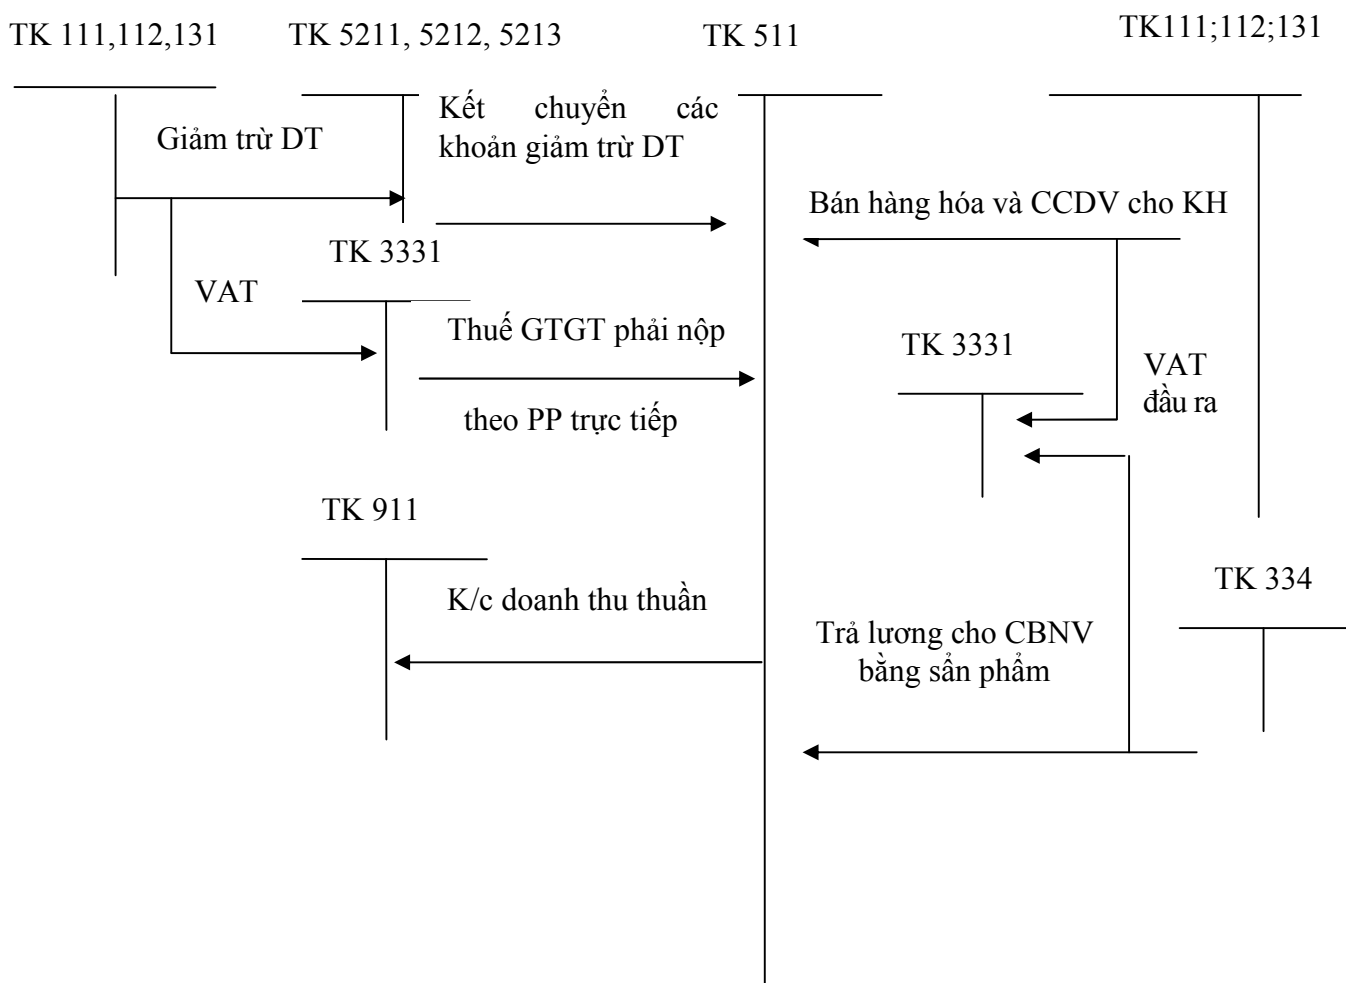 TK 111,112,131
TK 5211, 5212, 5213
TK 511
TK111;112;131
Giảm trừ DT
Kết chuyển các
khoản giảm trừ DT
Bán hàng hóa và CCDV cho KH
TK 3331
VAT
Thuế GTGT phải nộp
theo PP trực tiếp
TK 3331
VAT
đầu ra
TK 911
K/c doanh thu thuần
TK 334
Trả lương cho CBNV
bằng sẩn phẩm